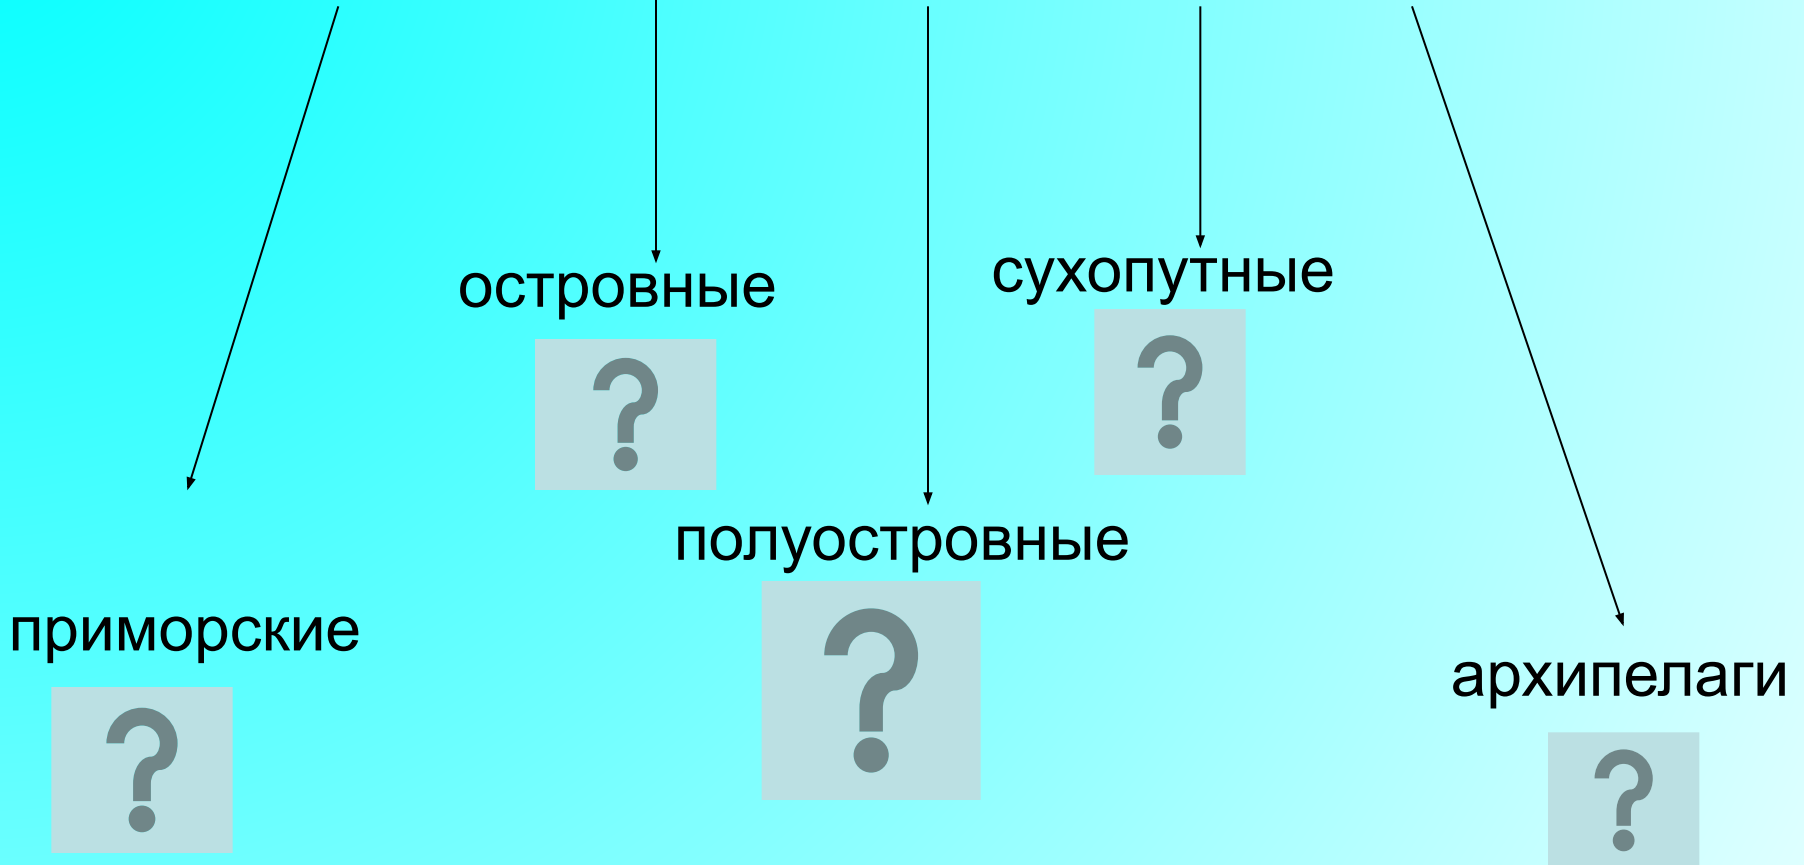 островные
?
сухопутные
?
полуостровные
?
приморские
?
архипелаги
?